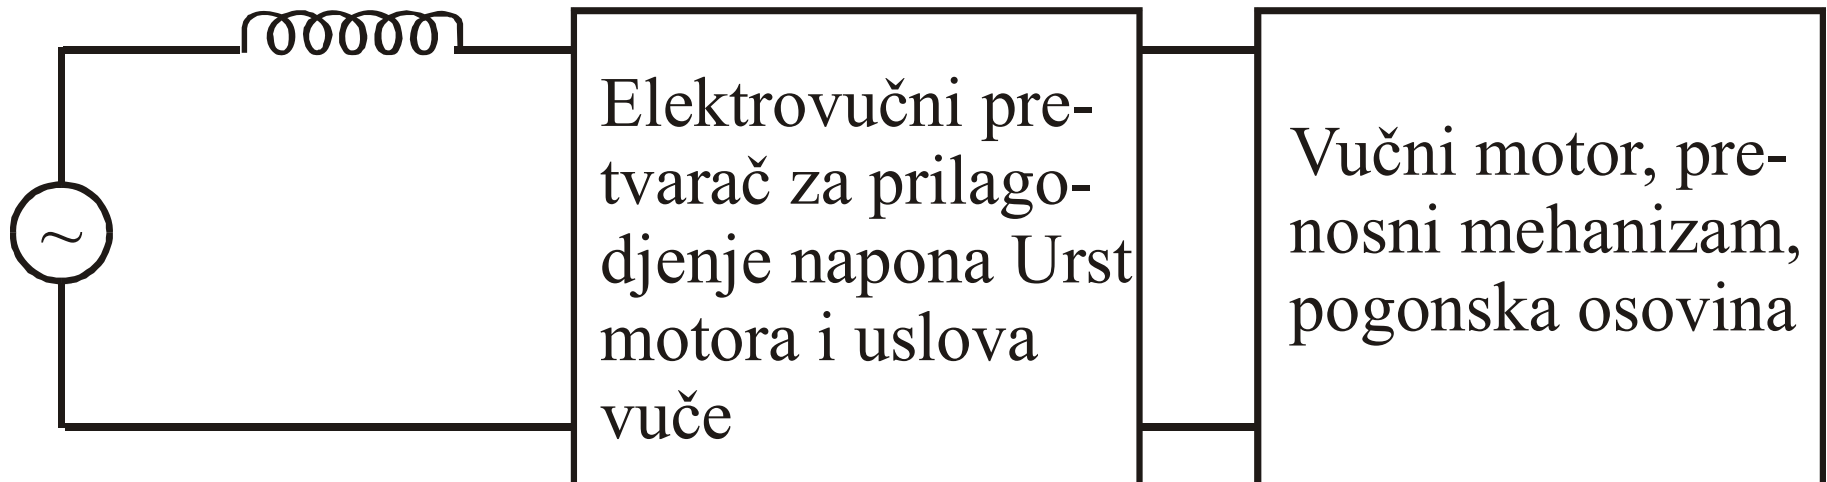 ~
Elektrovučni pre-
tvarač za prilago-
djenje napona Urst
motora i uslova
vuče
Vučni motor, pre-
nosni mehanizam,
pogonska osovina